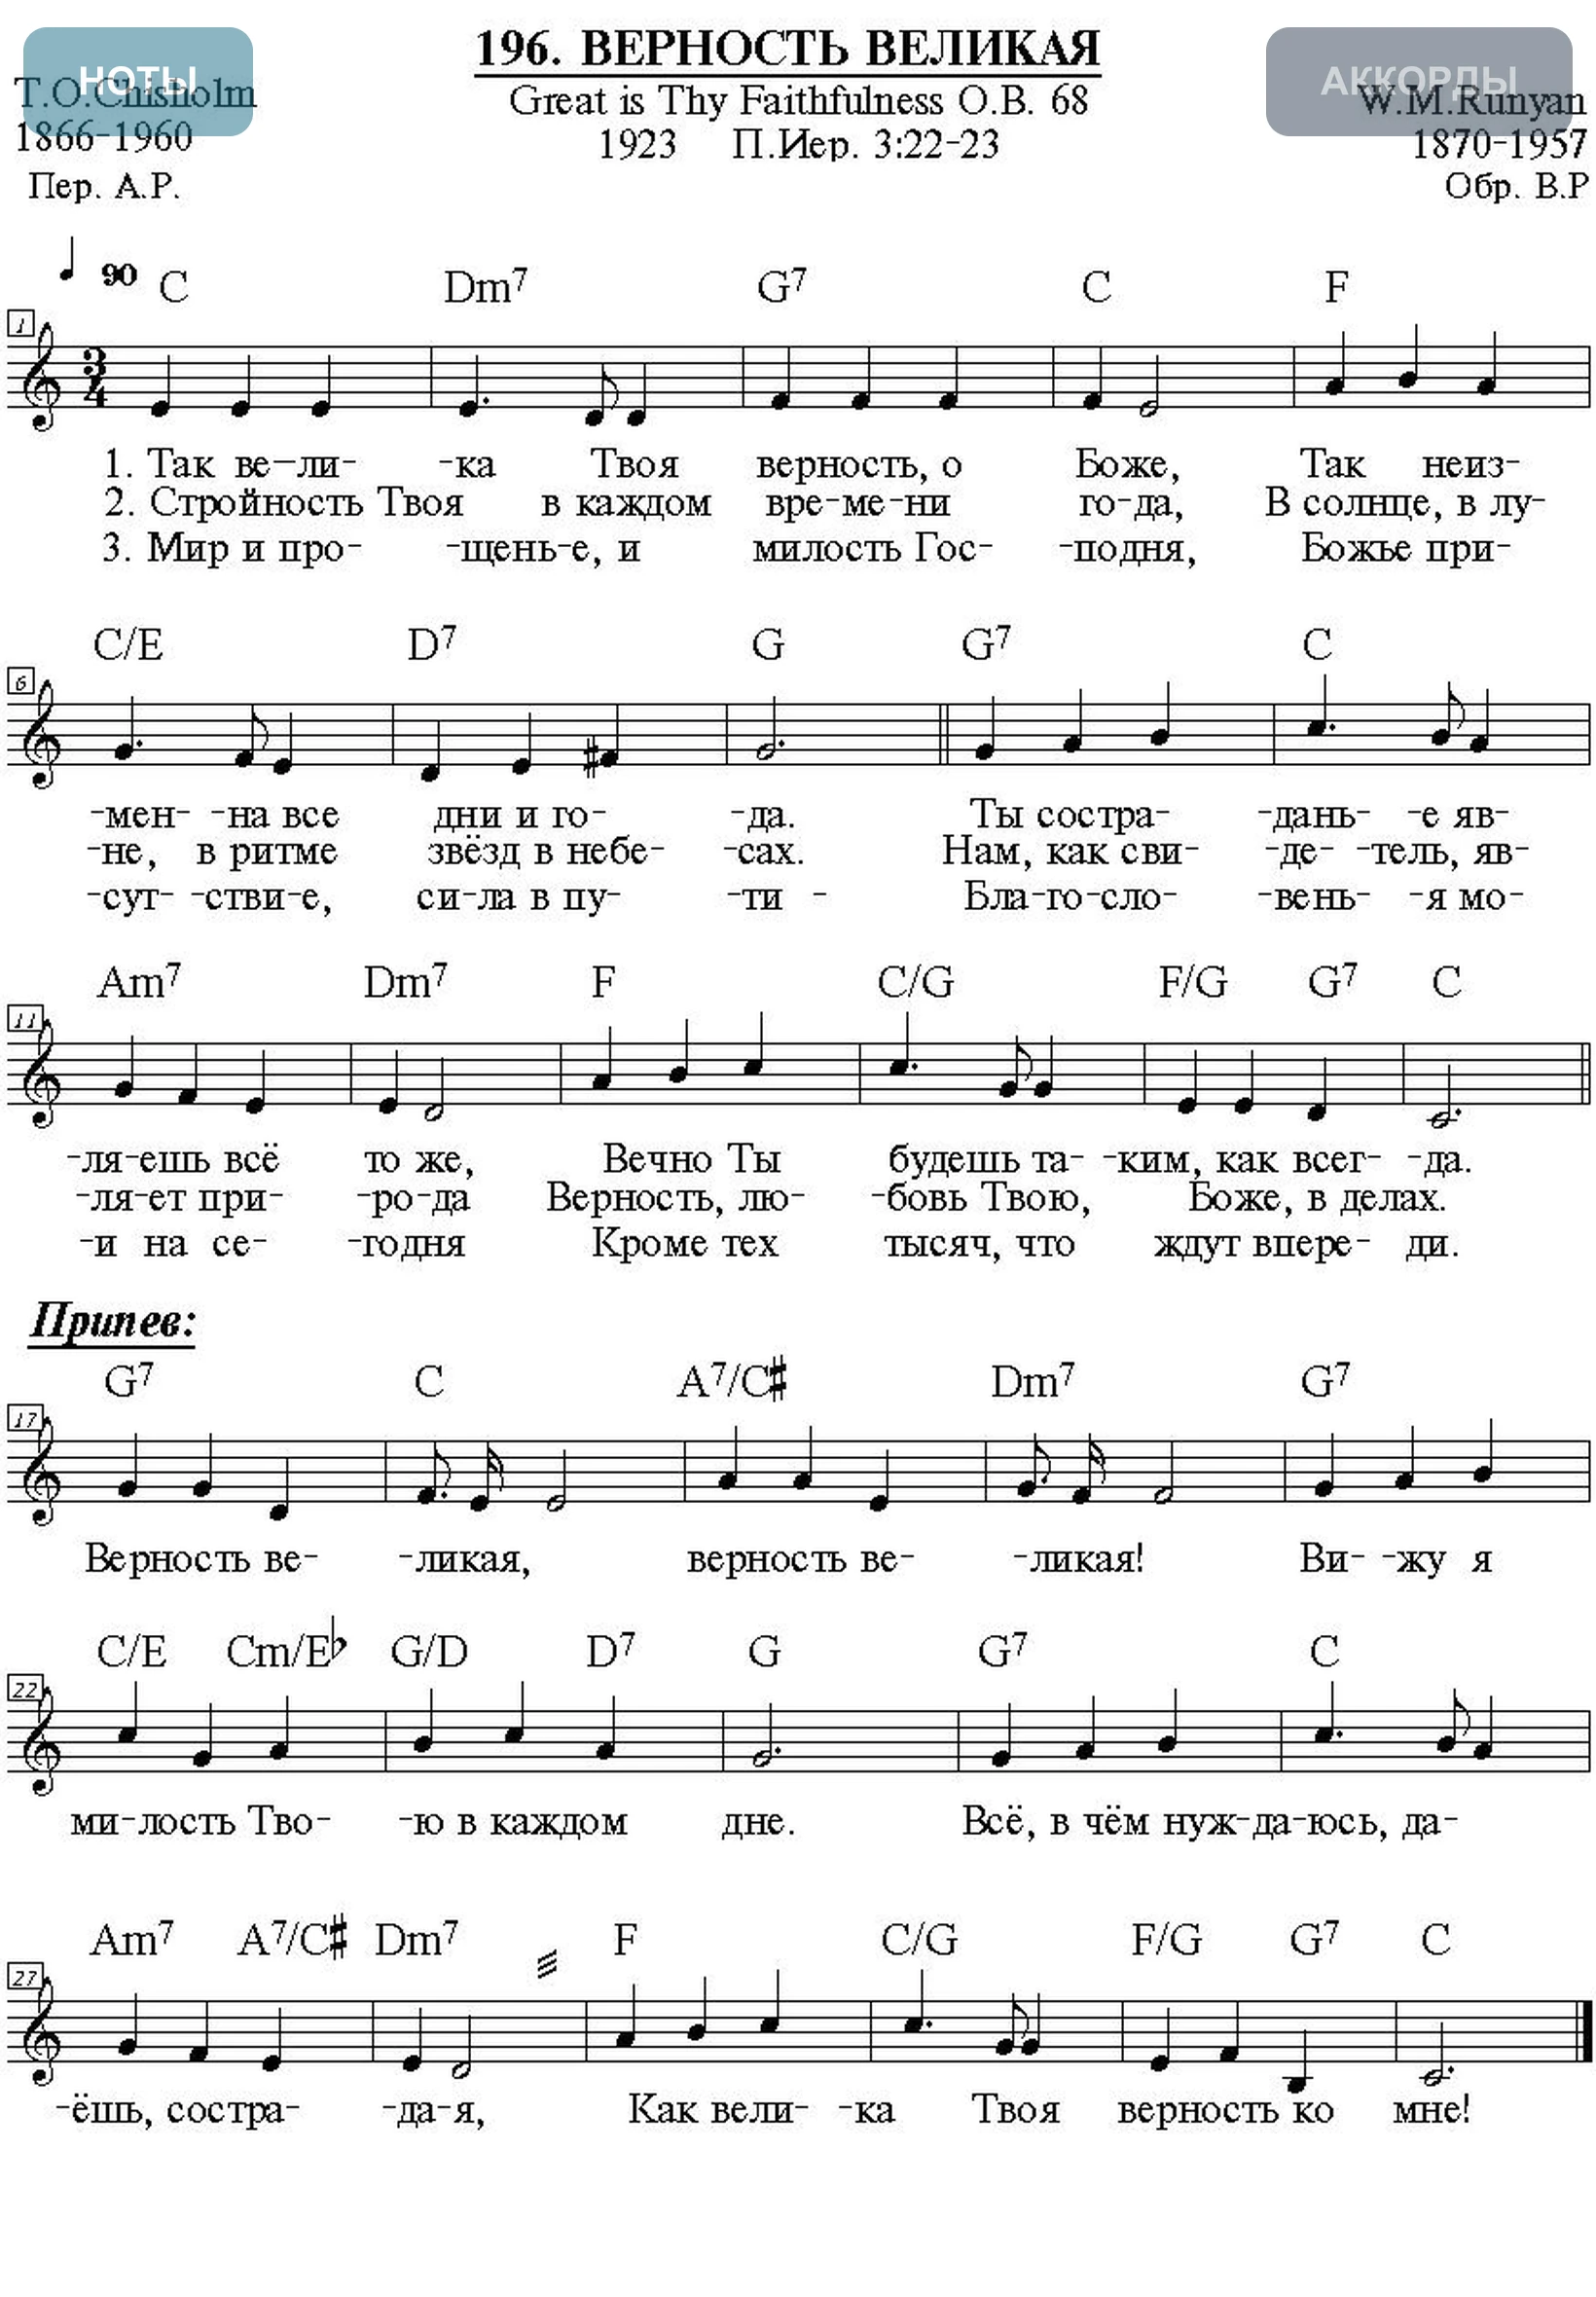 НОТЫ
АККОРДЫ
196. ВЕРНОСТЬ ВЕЛИКАЯ
T.O.Chisholm Great is Thy Faithfulness O.B. 68 W.M.Runyan
1866-1960 1923 П.Иер. 3:22-23 1870-1957
Пер. А.Р. Обр. В.Р
90 C Dm7 G7 C F
1
3
4
1. Так ве-ли- -ка Твоя верность, о Боже, Так неиз-
2. Стройность Твоя в каждом вре-ме-ни го-да, В солнце, в лу-
3. Мир и про- -щень-е, и милость Гос- -подня, Божье при-
C/E D7 G G7 C
6
-мен- -на все дни и го- -да. Ты состра- -дань- -е яв-
-не, в ритме звёзд в небе- -сах. Нам, как сви- -де- -тель, яв-
-сут- -стви-е, си-ла в пу- -ти - Бла-го-сло- -вень- -я мо-
Am7 Dm7 F C/G F/G G7 C
11
-ля-ешь всё то же, Вечно Ты будешь та- -ким, как всег- -да.
-ля-ет при- -ро-да Верность, лю- -бовь Твою, Боже, в делах.
-и на се- -годня Кроме тех тысяч, что ждут впере- ди.
Припев:
G7 C A7/C♯ Dm7 G7
17
Верность ве- -ликая, верность ве- -ликая! Ви- -жу я
C/E Cm/E♭ G/D D7 G G7 C
22
ми-лость Тво- -ю в каждом дне. Всё, в чём нуж-да-юсь, да-
Am7 A7/C♯ Dm7 F C/G F/G G7 C
27
-ёшь, состра- -да-я, Как вели- -ка Твоя верность ко мне!